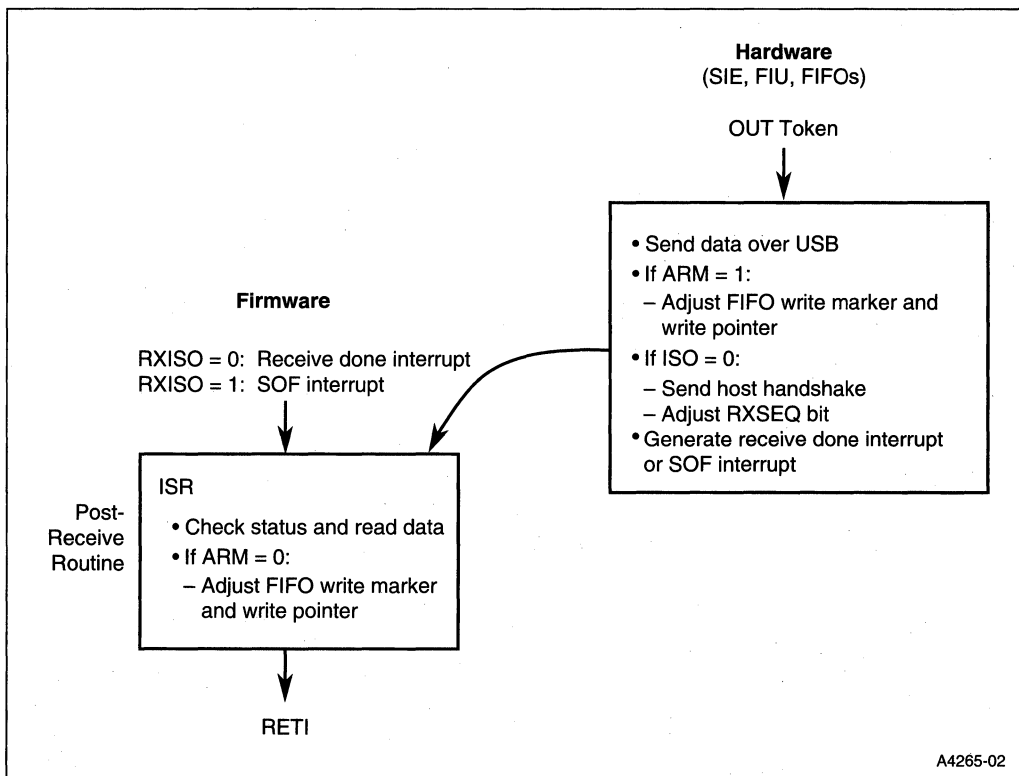 Hardware
(SIE, FIU, FIFOs)
OUT Token
• Send data over USB
• If ARM = 1:
– Adjust FIFO write marker and
write pointer
• If ISO = 0:
– Send host handshake
– Adjust RXSEQ bit
• Generate receive done interrupt
or SOF interrupt
Firmware
RXISO = 0: Receive done interrupt
RXISO = 1: SOF interrupt
Post-
Receive
Routine
ISR
• Check status and read data
• If ARM = 0:
– Adjust FIFO write marker
and write pointer
RETI
A4265-02